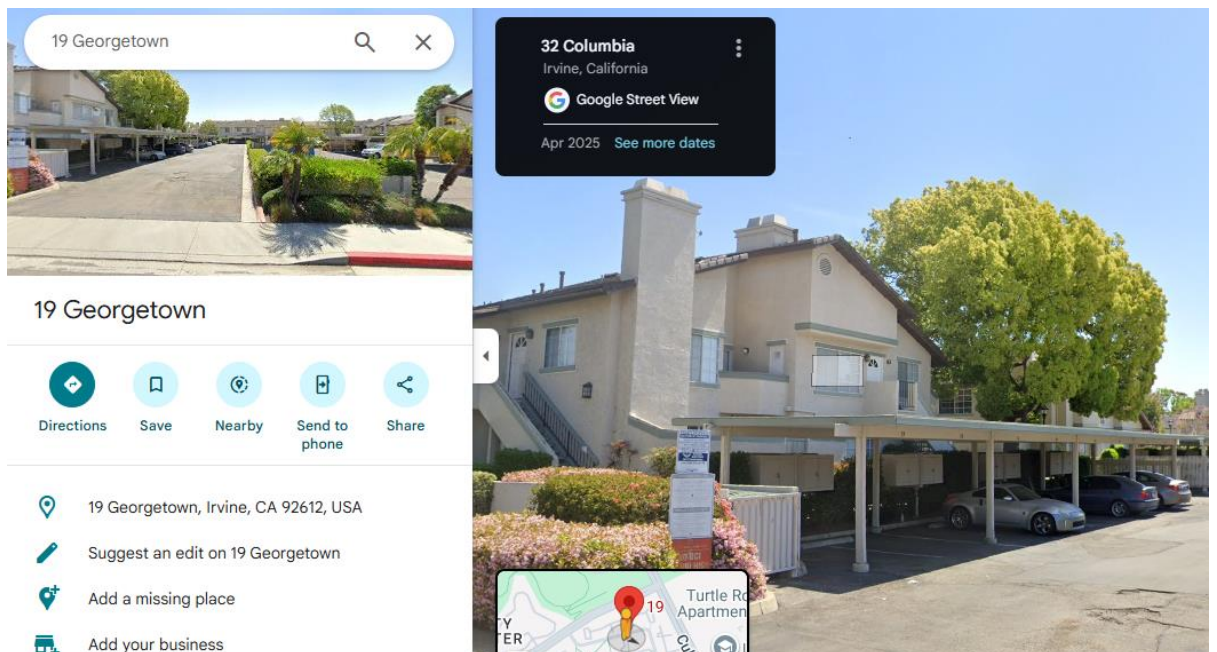 19 Georgetown
19 Georgetown
Directions
Save
Nearby
Send to
phone
Share
19 Georgetown, Irvine, CA 92612, USA
Suggest an edit on 19 Georgetown
Add a missing place
Add your business
32 Columbia
Irvine, California
Google Street View
Apr 2025 See more dates
19
Turtle Ro
Apartmen
TY
TER
Cul